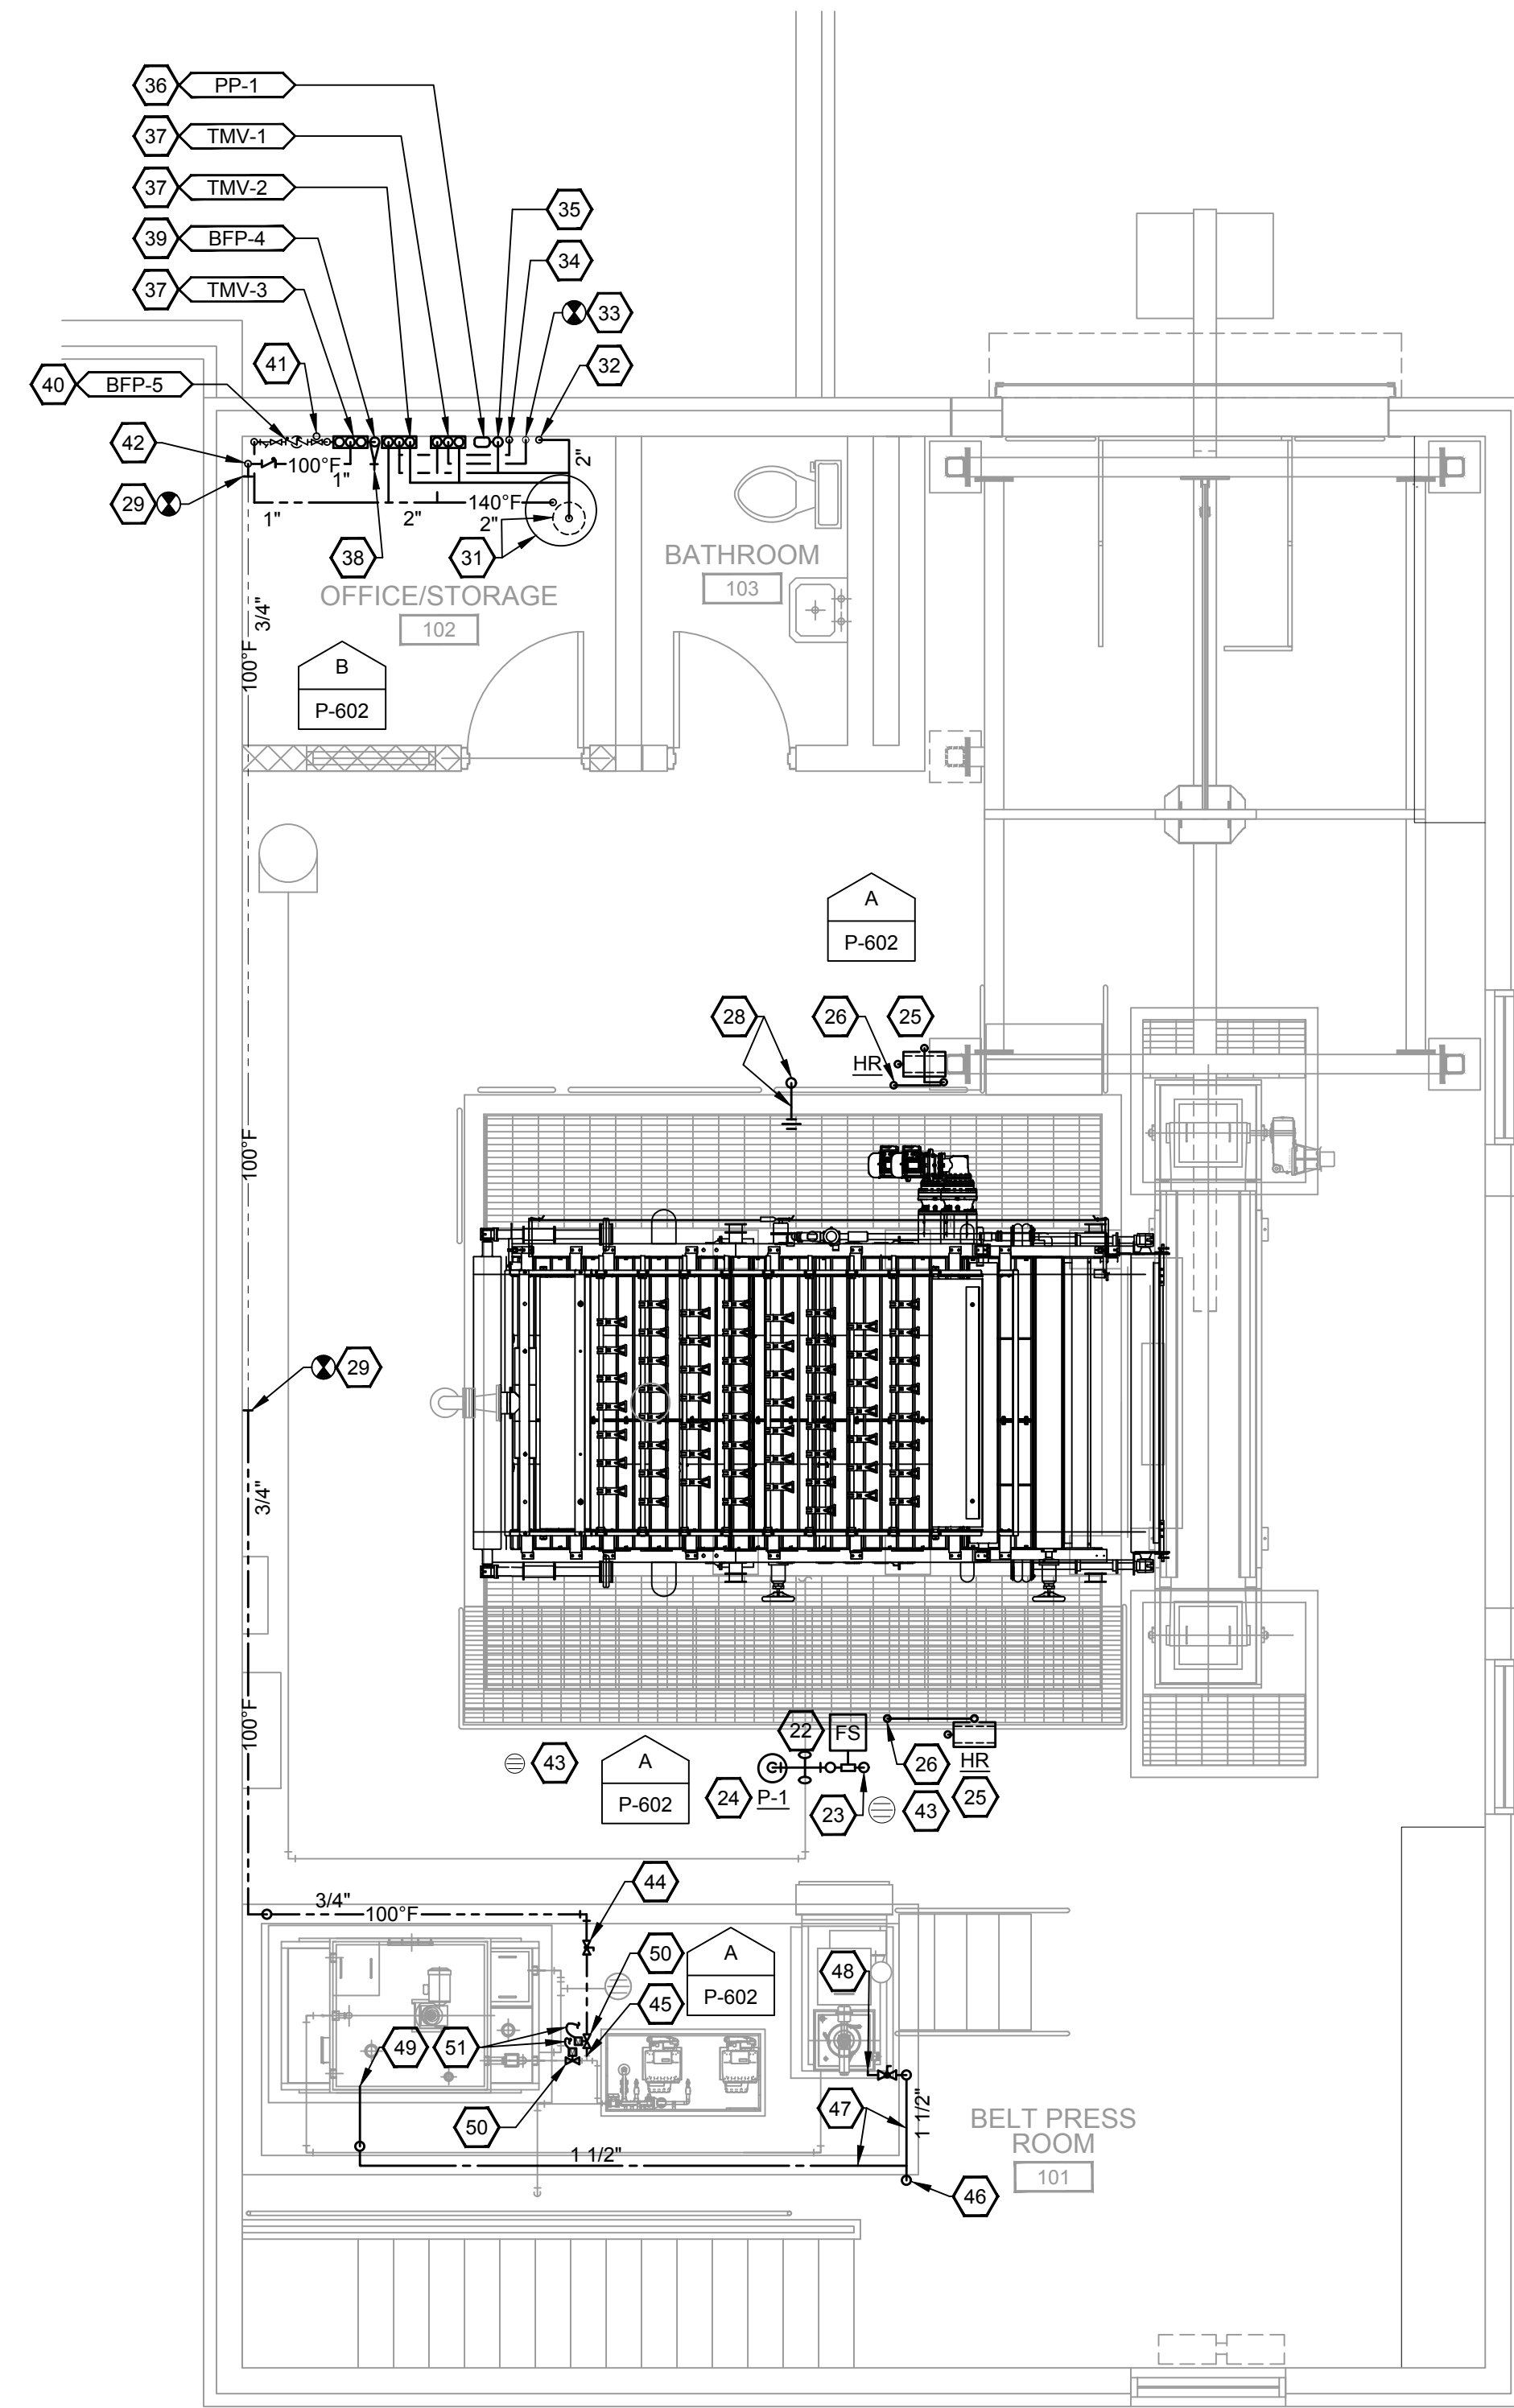 36 PP-1
37 TMV-1
37 TMV-2
35
39 BFP-4
34
37 TMV-3
33
41
32
40 BFP-5
42
100°F
2"
1"
29
140°F
1"
2"
2"
38
31
BATHROOM
103
OFFICE/STORAGE
102
3/4"
100°F
B
P-602
A
P-602
28
26
25
HR
100°F
29
3/4"
100°F
22
FS
43
A
P-602
26
HR
24
P-1
23
43
25
44
3/4"
100°F
50
A
P-602
48
45
49
51
47
1 1/2"
50
BELT PRESS
ROOM
101
1 1/2"
46